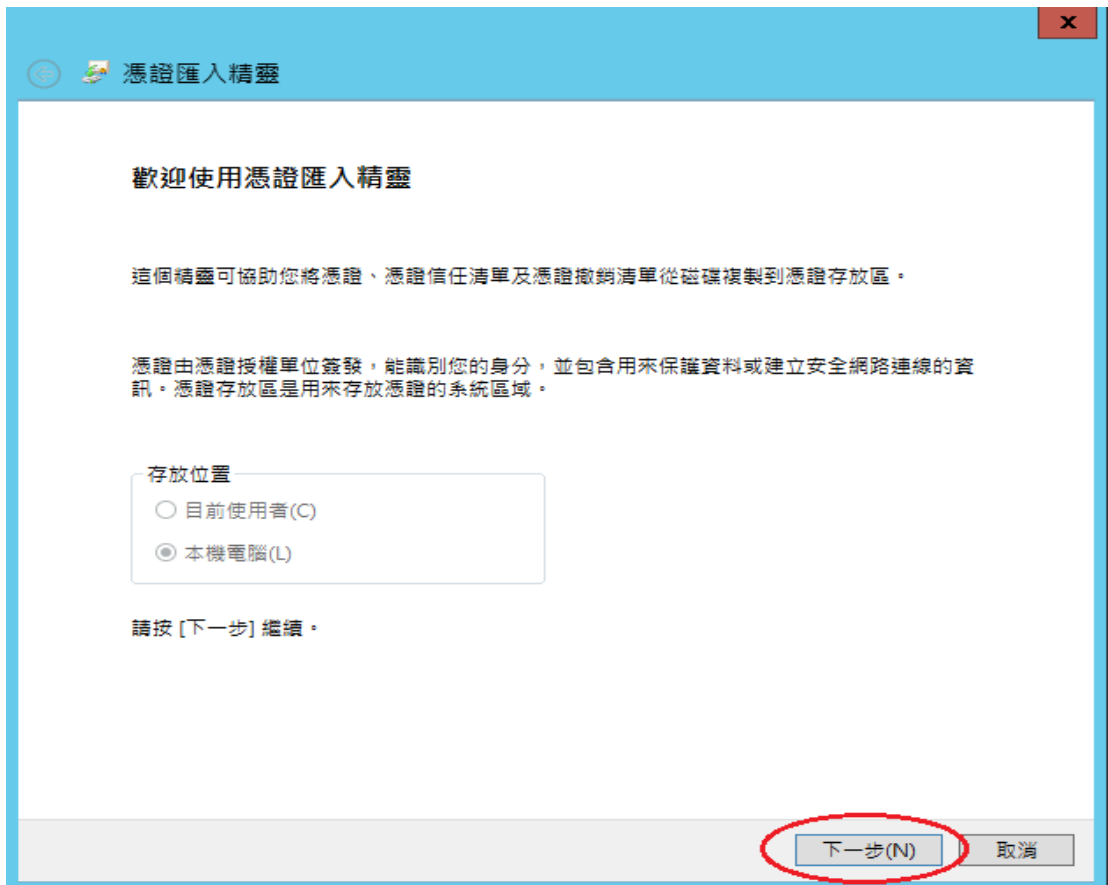 x
憑證匯入精靈
歡迎使用憑證匯入精靈
這個精靈可協助您將憑證、憑證信任清單及憑證撤銷清單從磁碟複製到憑證存放區。
憑證由憑證授權單位簽發，能識別您的身分，並包含用來保護資料或建立安全網路連線的資
訊。憑證存放區是用來存放憑證的系統區域。
存放位置
目前使用者(C)
本機電腦(L)
請按 [下一步] 繼續。
下一步(N) 取消